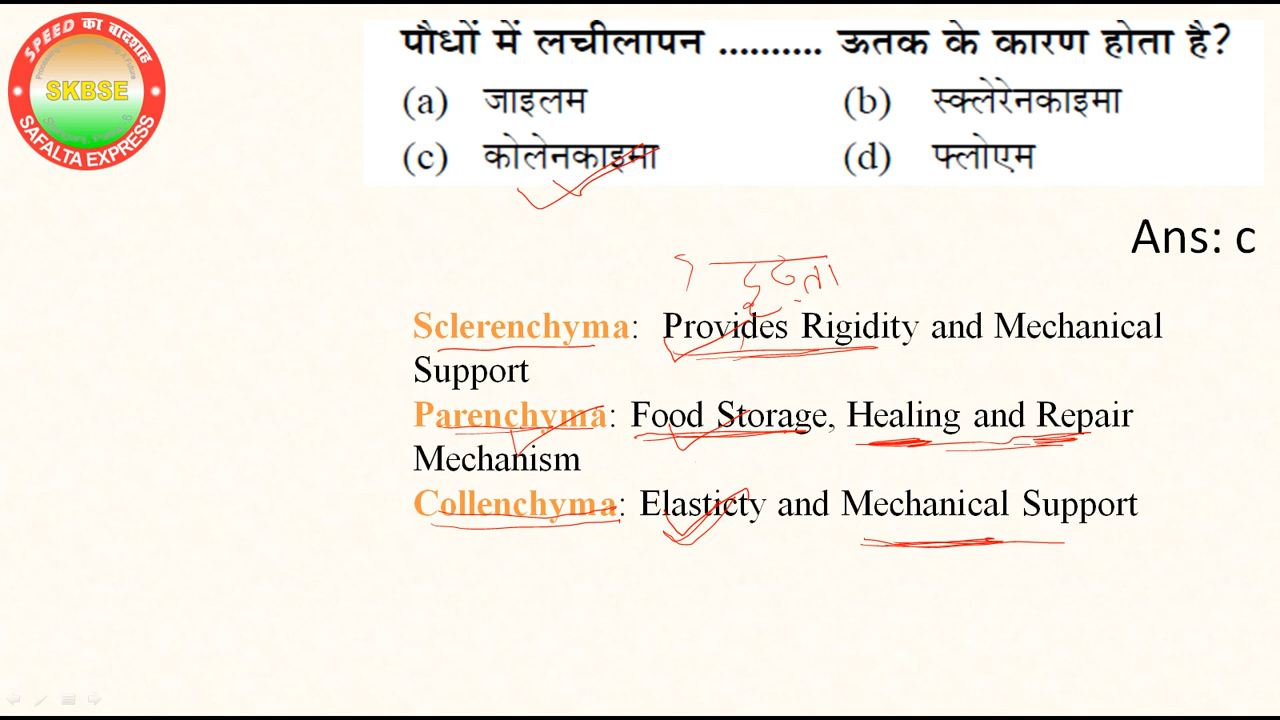 SPEED का बादशाह
SKBSE
SAFALTA EXPRESS
पौधों में लचीलापन .......... ऊतक के कारण होता है?
(a) जाइलम (b) स्क्लेरेनकाइमा
(c) कोलेनकाइमा (d) फ्लोएम
Ans: c
दृढ़ता
Sclerenchyma: Provides Rigidity and Mechanical
Support
Parenchyma: Food Storage, Healing and Repair
Mechanism
Collenchyma: Elasticty and Mechanical Support